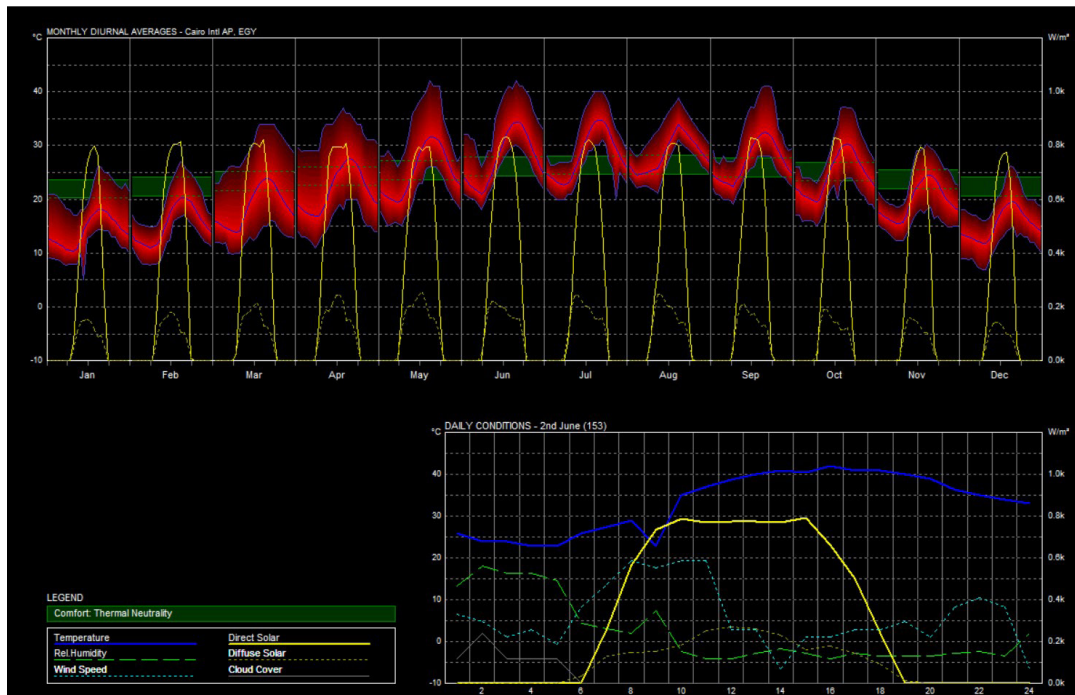 MONTHLY DIURNAL AVERAGES - Cairo Intl AP, EGY
°C W/m²
40 1.0k
30 0.8k
20 0.6k
10 0.4k
0 0.2k
-10 0.0k
Jan Feb Mar Apr May Jun Jul Aug Sep Oct Nov Dec
DAILY CONDITIONS - 2nd June (153)
°C W/m²
40 1.0k
30 0.8k
20 0.6k
10 0.4k
0 0.2k
-10 0.0k
2 4 6 8 10 12 14 16 18 20 22 24
LEGEND
Comfort: Thermal Neutrality
Temperature Direct Solar
Rel.Humidity Diffuse Solar
Wind Speed Cloud Cover